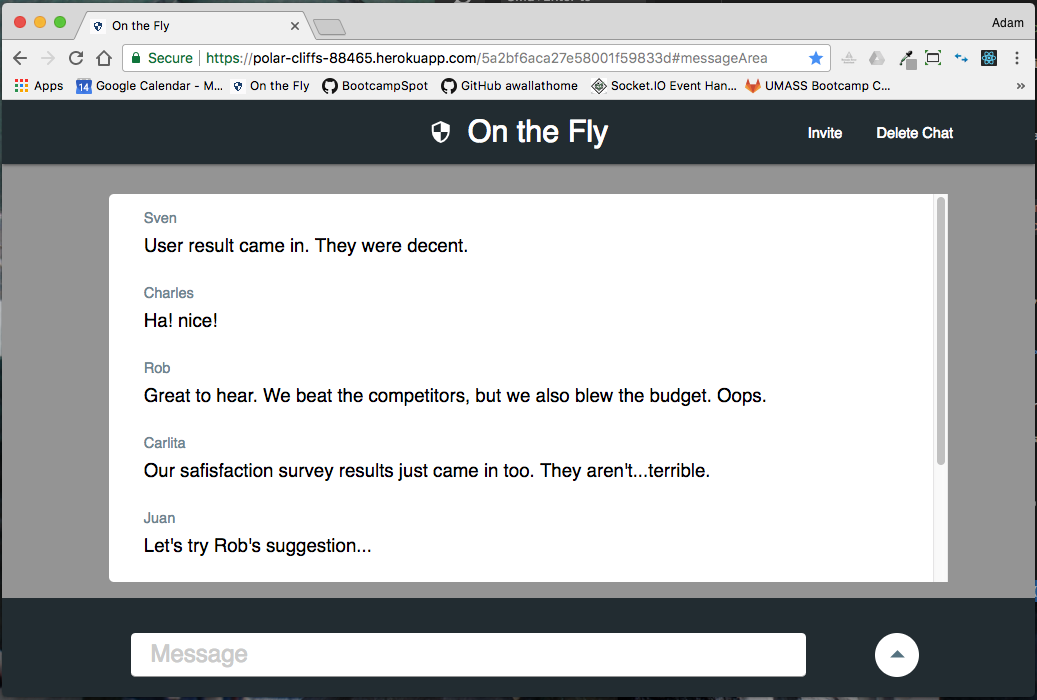 On the Fly
Adam
Secure https://polar-cliffs-88465.herokuapp.com/5a2bf6aca27e58001f59833d#messageArea
Apps 14 Google Calendar - M... On the Fly BootcampSpot GitHub awallathome Socket.IO Event Han... UMASS Bootcamp C... »
On the Fly Invite Delete Chat
Sven
User result came in. They were decent.
Charles
Ha! nice!
Rob
Great to hear. We beat the competitors, but we also blew the budget. Oops.
Carlita
Our safisfaction survey results just came in too. They aren't...terrible.
Juan
Let's try Rob's suggestion...
Message